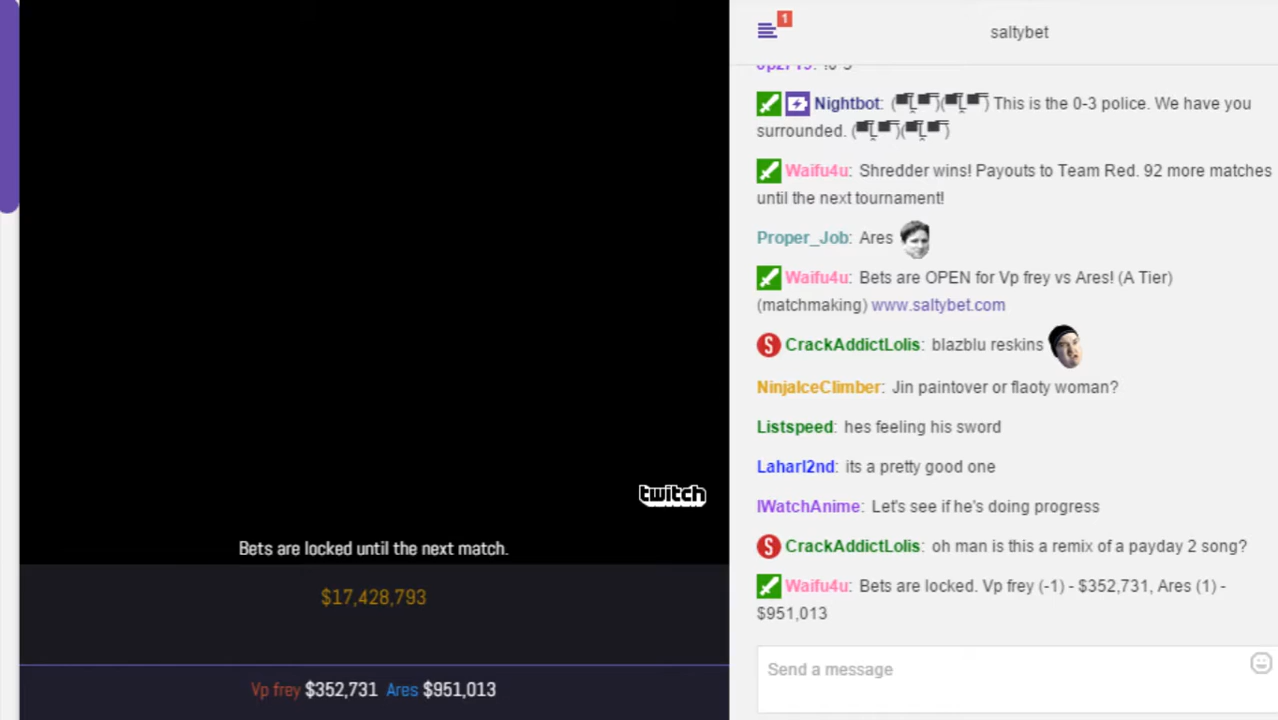 twitch
Bets are locked until the next match.
$17,428,793
Vp frey $352,731 Ares $951,013
1
saltybet
Nightbot: This is the 0-3 police. We have you
surrounded.
Waifu4u: Shredder wins! Payouts to Team Red. 92 more matches
until the next tournament!
Proper_Job: Ares
Waifu4u: Bets are OPEN for Vp frey vs Ares! (A Tier)
(matchmaking) www.saltybet.com
S CrackAddictLolis: blazblu reskins
NinjaIceClimber: Jin paintover or flaoty woman?
Listspeed: hes feeling his sword
Laharl2nd: its a pretty good one
IWatchAnime: Let's see if he's doing progress
S CrackAddictLolis: oh man is this a remix of a payday 2 song?
Waifu4u: Bets are locked. Vp frey (-1) - $352,731, Ares (1) -
$951,013
Send a message